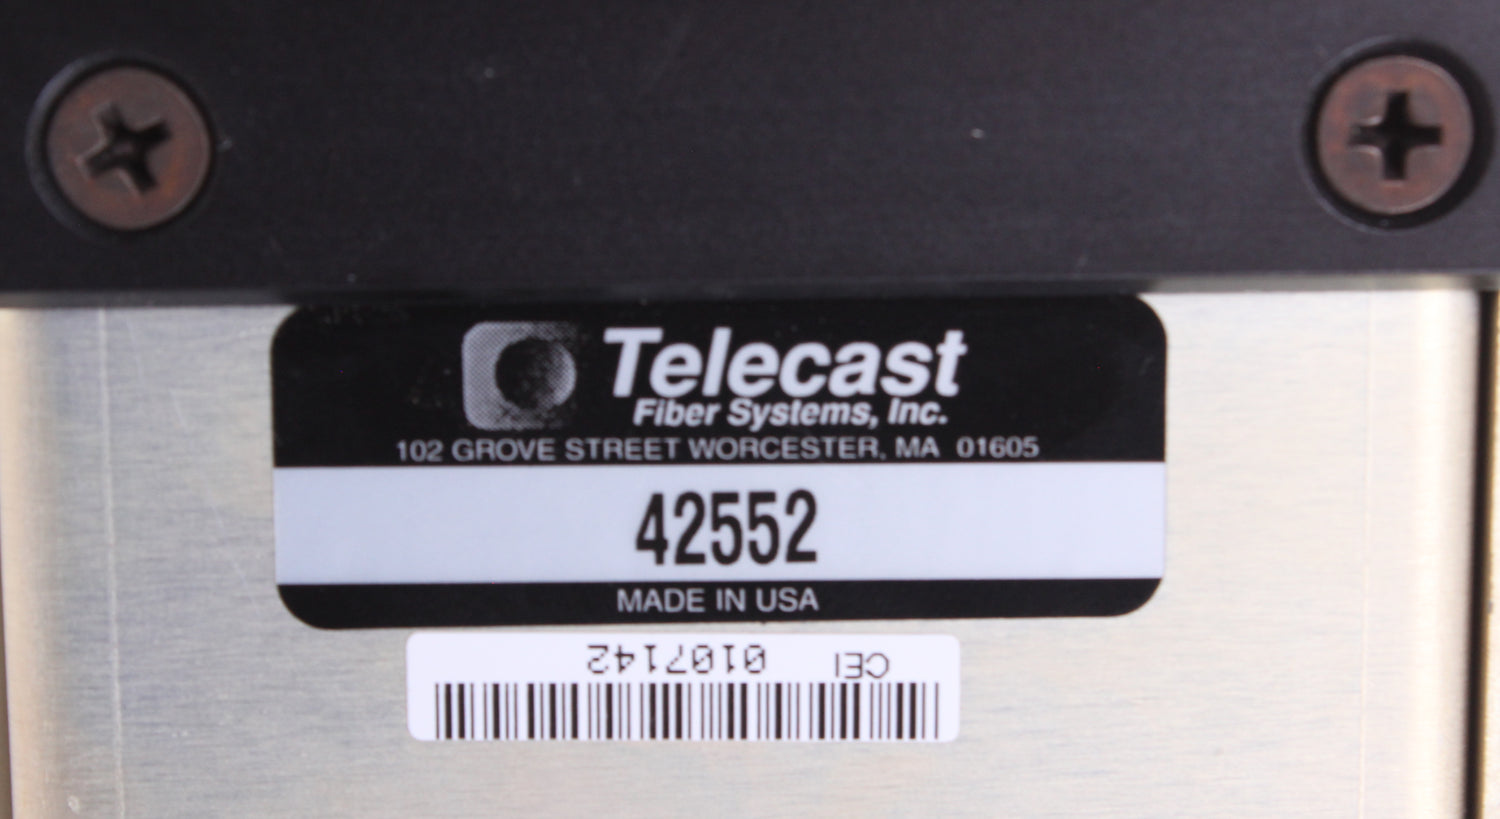 Telecast
Fiber Systems, Inc.
102 GROVE STREET WORCESTER, MA 01605
42552
MADE IN USA
CEI 0107142